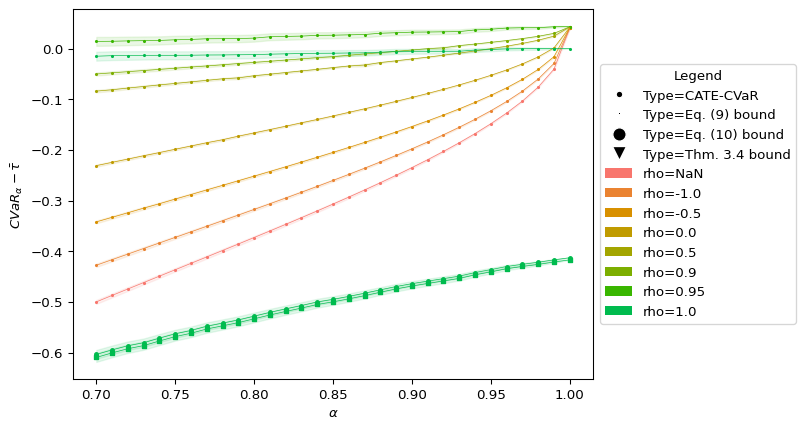 0.0
−0.1
−0.2
−0.3
−0.4
−0.5
−0.6
CVaR_α − τ̄
0.70
0.75
0.80
0.85
0.90
0.95
1.00
α
Legend
Type=CATE-CVaR
Type=Eq. (9) bound
Type=Eq. (10) bound
Type=Thm. 3.4 bound
rho=NaN
rho=-1.0
rho=-0.5
rho=0.0
rho=0.5
rho=0.9
rho=0.95
rho=1.0